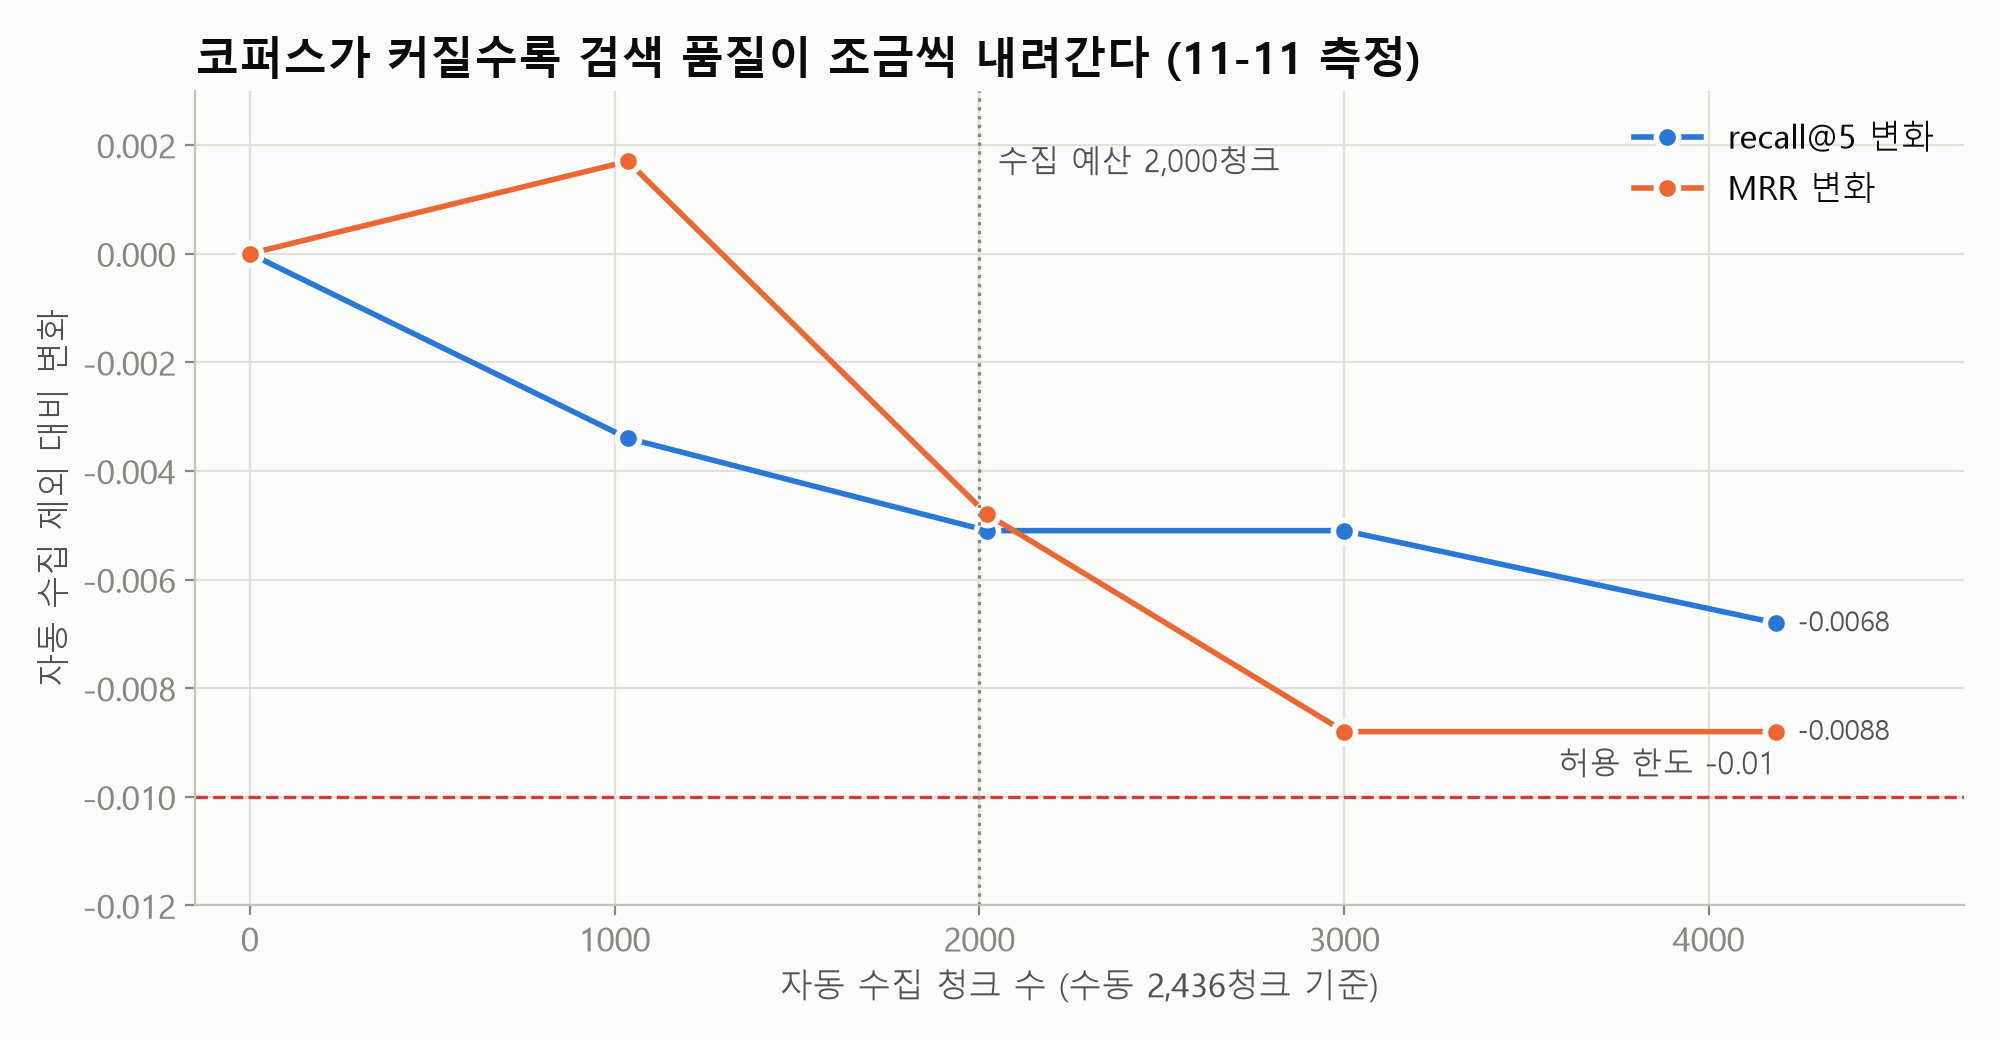 코퍼스가 커질수록 검색 품질이 조금씩 내려간다 (11-11 측정)
recall@5 변화
MRR 변화
수집 예산 2,000청크
자동 수집 제외 대비 변화
0.002
0.000
-0.002
-0.004
-0.006
-0.008
-0.010
-0.012
-0.0068
-0.0088
허용 한도 -0.01
0
1000
2000
3000
4000
자동 수집 청크 수 (수동 2,436청크 기준)